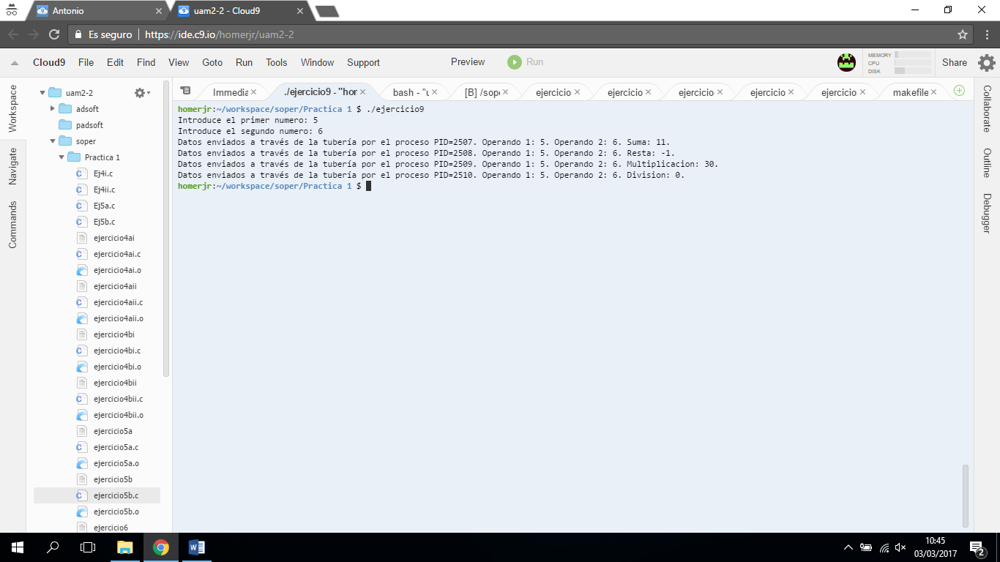 Antonio
uam2-2 - Cloud9
Es seguro
https://ide.c9.io/homerjr/uam2-2
Cloud9 File Edit Find View Goto Run Tools Window Support
Preview
Run
MEMORY
CPU
DISK
Share
Workspace
Navigate
Commands
uam2-2
adsoft
padsoft
soper
Practica 1
Ej4i.c
Ej4ii.c
Ej5a.c
Ej5b.c
ejercicio4ai
ejercicio4ai.c
ejercicio4ai.o
ejercicio4aii
ejercicio4aii.c
ejercicio4aii.o
ejercicio4bi
ejercicio4bi.c
ejercicio4bi.o
ejercicio4bii
ejercicio4bii.c
ejercicio4bii.o
ejercicio5a
ejercicio5a.c
ejercicio5a.o
ejercicio5b
ejercicio5b.c
ejercicio5b.o
ejercicio6
Immedia
./ejercicio9 - "hor
bash - "u
[B] /sope
ejercicio
ejercicio
ejercicio
ejercicio
ejercicio
makefile
homerjr:~/workspace/soper/Practica 1 $ ./ejercicio9
Introduce el primer numero: 5
Introduce el segundo numero: 6
Datos enviados a través de la tubería por el proceso PID=2507. Operando 1: 5. Operando 2: 6. Suma: 11.
Datos enviados a través de la tubería por el proceso PID=2508. Operando 1: 5. Operando 2: 6. Resta: -1.
Datos enviados a través de la tubería por el proceso PID=2509. Operando 1: 5. Operando 2: 6. Multiplicacion: 30.
Datos enviados a través de la tubería por el proceso PID=2510. Operando 1: 5. Operando 2: 6. Division: 0.
homerjr:~/workspace/soper/Practica 1 $
Collaborate
Outline
Debugger
10:45
03/03/2017
2